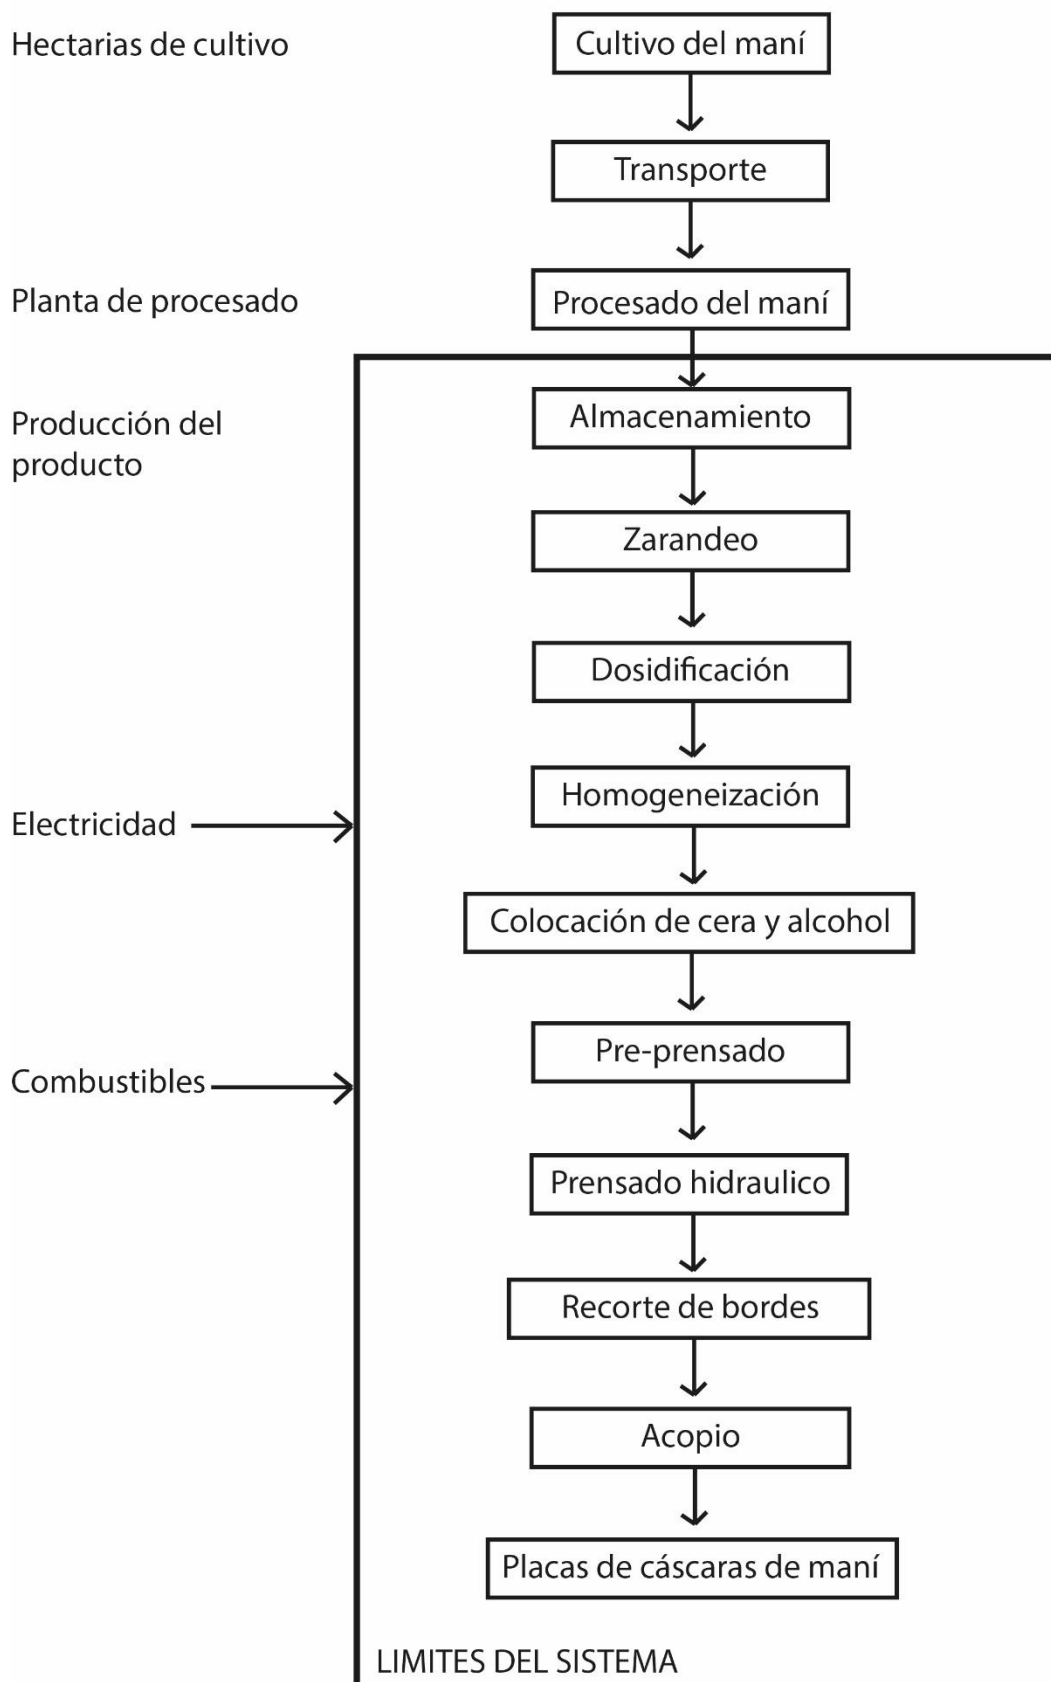 Hectarias de cultivo
Cultivo del maní
Transporte
Planta de procesado
Procesado del maní
Producción del
producto
Almacenamiento
Zarandeo
Dosidificación
Homogeneización
Electricidad
Colocación de cera y alcohol
Pre-prensado
Combustibles
Prensado hidraulico
Recorte de bordes
Acopio
Placas de cáscaras de maní
LIMITES DEL SISTEMA